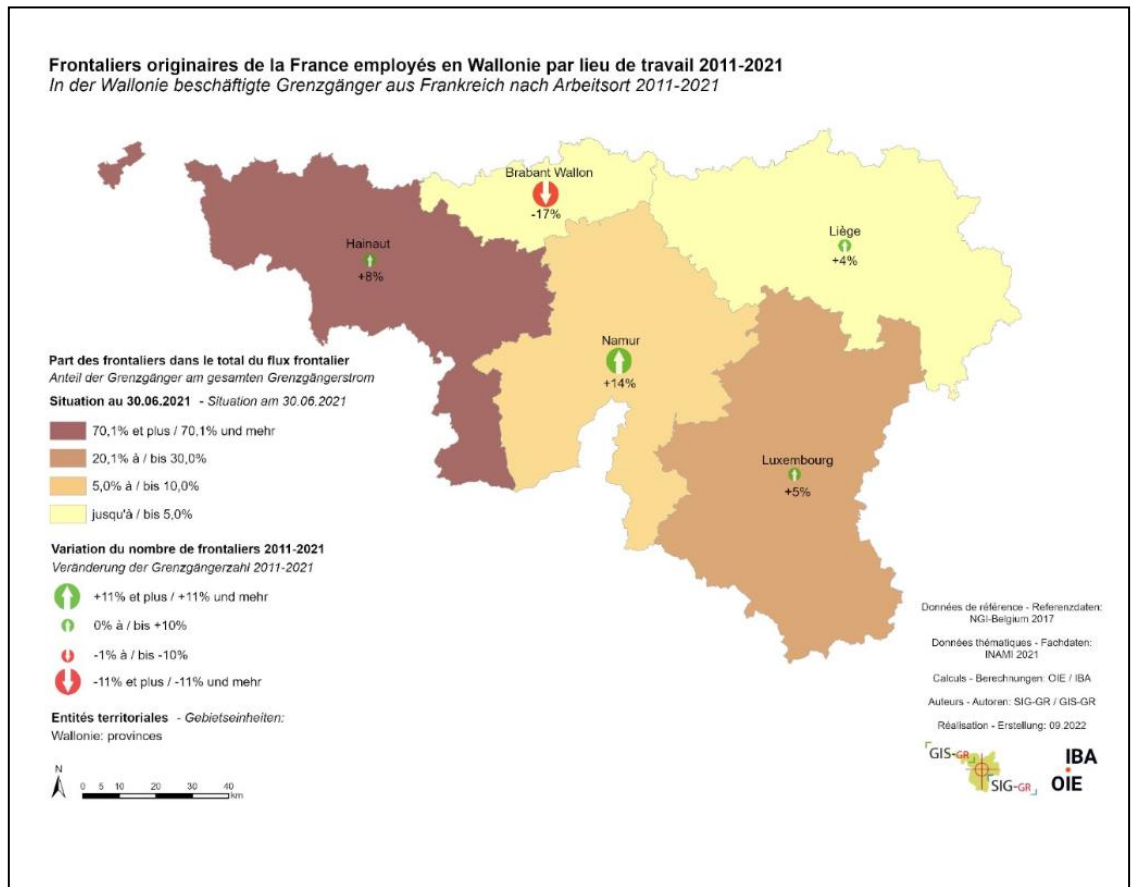 Frontaliers originaires de la France employés en Wallonie par lieu de travail 2011-2021
In der Wallonie beschäftigte Grenzgänger aus Frankreich nach Arbeitsort 2011-2021
Brabant Wallon
-17%
Liège
+4%
Hainaut
+8%
Namur
+14%
Luxembourg
+5%
Part des frontaliers dans le total du flux frontalier
Anteil der Grenzgänger am gesamten Grenzgängerstrom
Situation au 30.06.2021 - Situation am 30.06.2021
70,1% et plus / 70,1% und mehr
20,1% à / bis 30,0%
5,0% à / bis 10,0%
jusqu'à / bis 5,0%
Variation du nombre de frontaliers 2011-2021
Veränderung der Grenzgängerzahl 2011-2021
+11% et plus / +11% und mehr
0% à / bis +10%
-1% à / bis -10%
-11% et plus / -11% und mehr
Entités territoriales - Gebietseinheiten:
Wallonie: provinces
N
0 5 10 20 30 40
km
Données de référence - Referenzdaten:
NGI-Belgium 2017
Données thématiques - Fachdaten:
INAMI 2021
Calculs - Berechnungen: OIE / IBA
Auteurs - Autoren: SIG-GR / GIS-GR
Réalisation - Erstellung: 09.2022
GIS-GR
SIG-GR
IBA
OIE